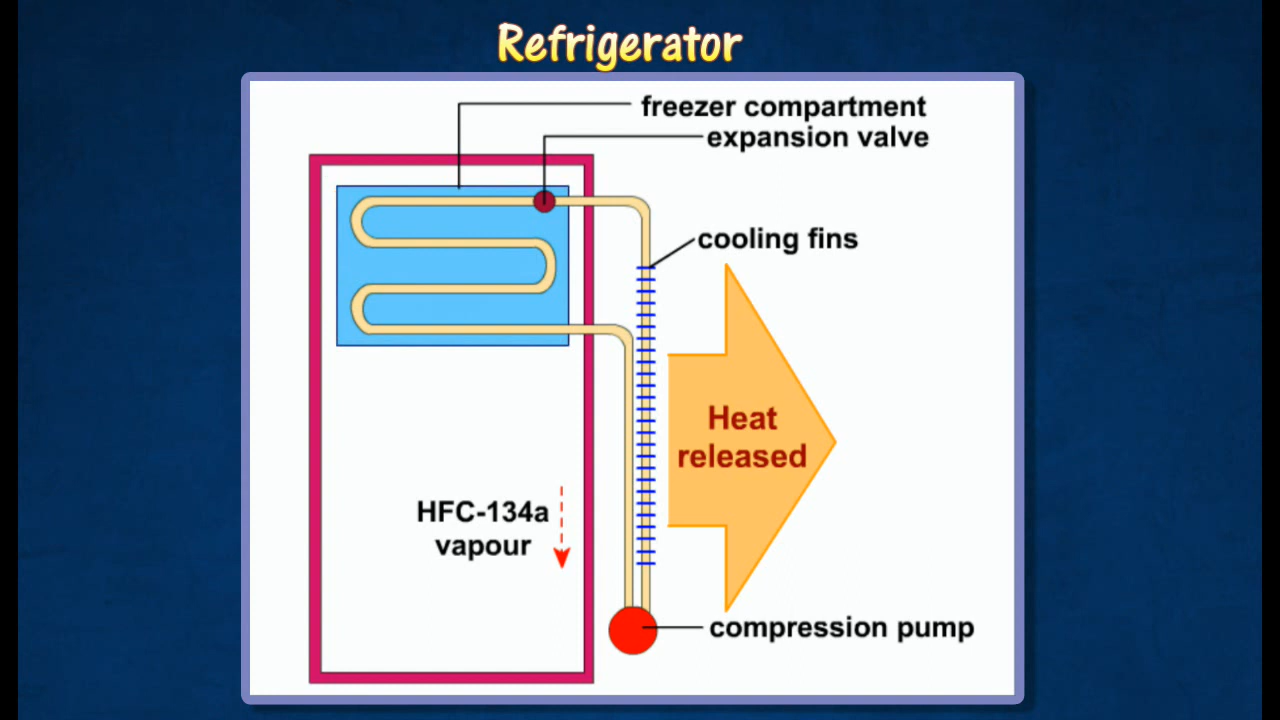 Refrigerator
freezer compartment
expansion valve
cooling fins
Heat
released
HFC-134a
vapour
compression pump